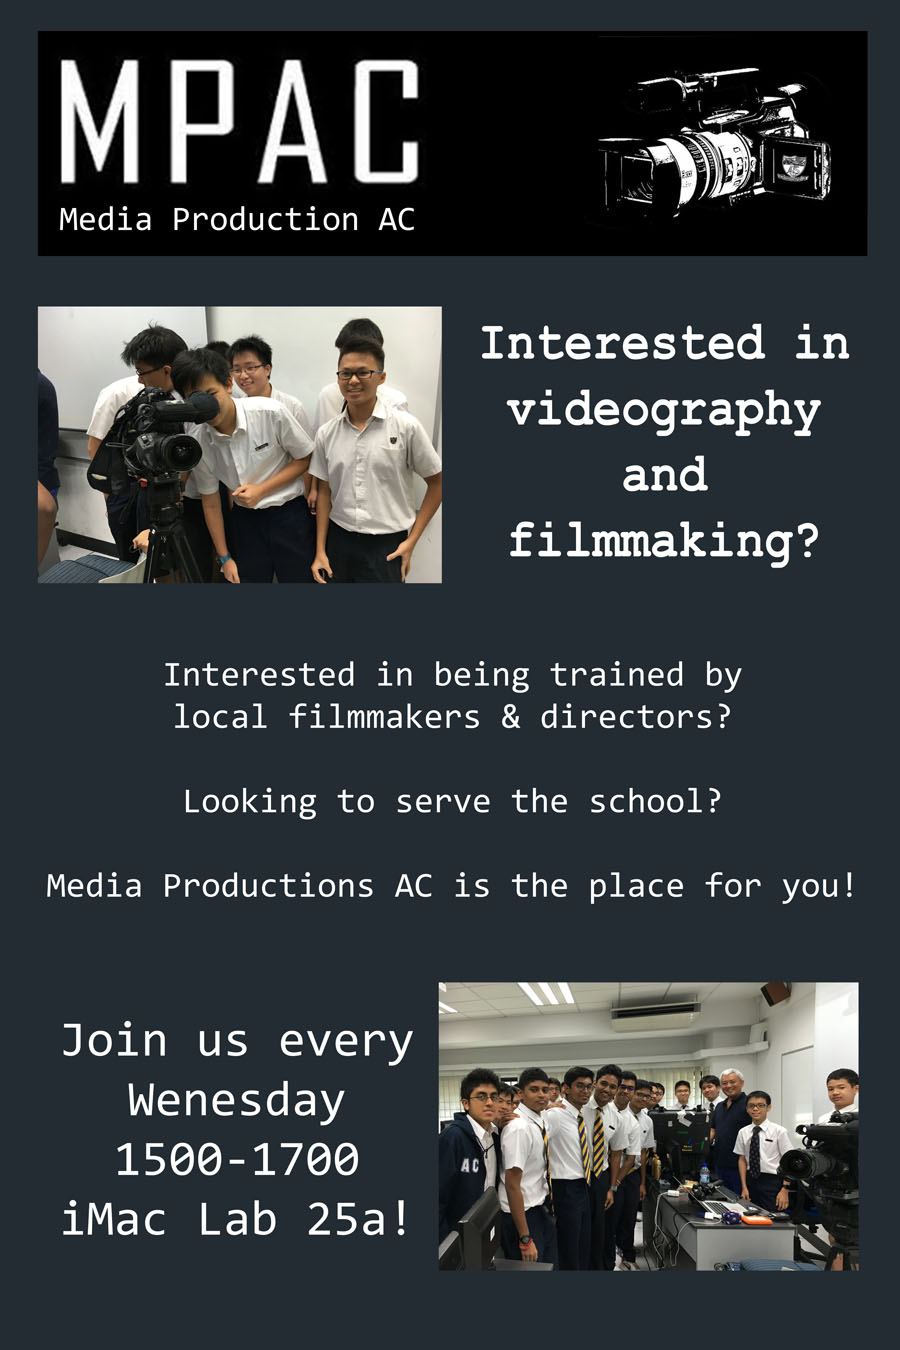 MPAC
Media Production AC
Interested in
videography
and
filmmaking?
Interested in being trained by
local filmmakers & directors?
Looking to serve the school?
Media Productions AC is the place for you!
Join us every
Wenesday
1500-1700
iMac Lab 25a!
AC